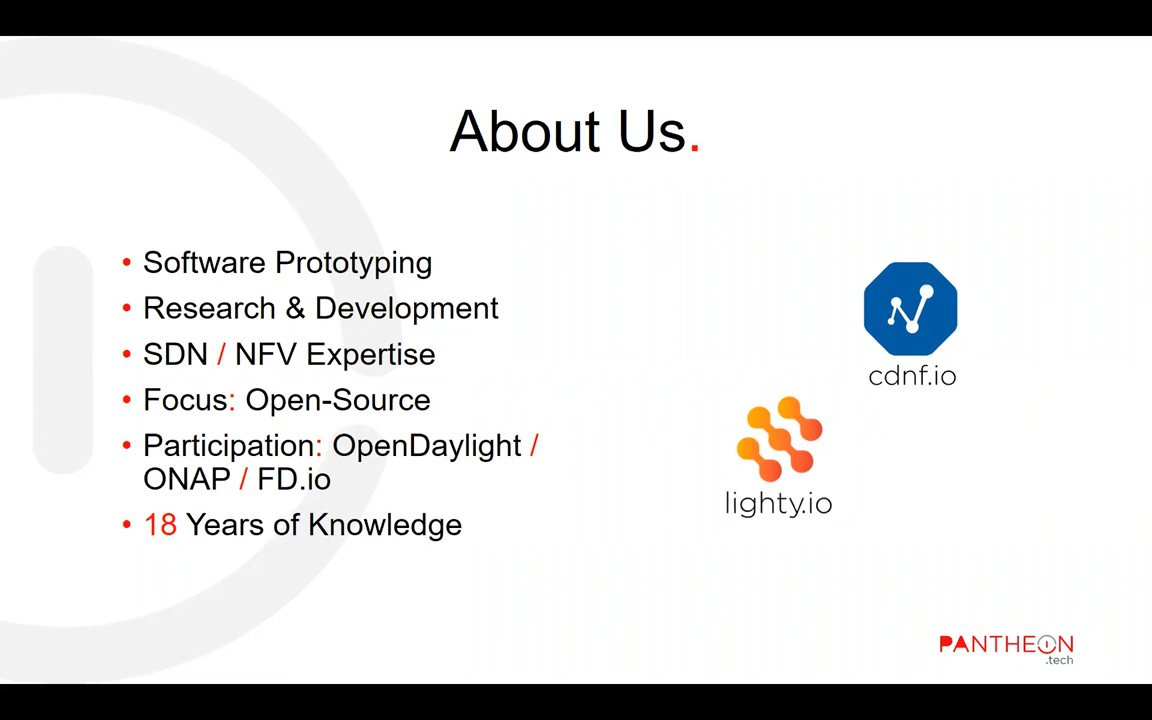 About Us.
• Software Prototyping
• Research & Development
• SDN / NFV Expertise
• Focus: Open-Source
• Participation: OpenDaylight /
ONAP / FD.io
• 18 Years of Knowledge
cdnf.io
lighty.io
PANTHEON
.tech